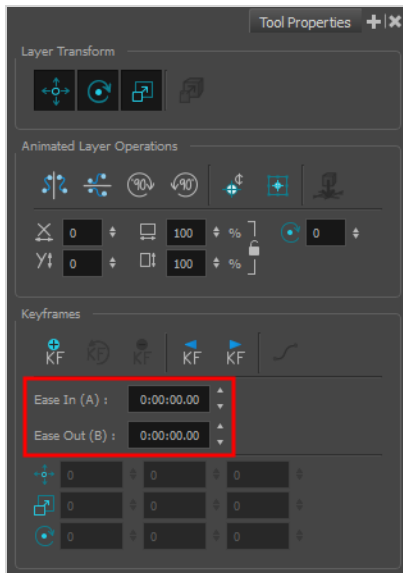 Tool Properties
Layer Transform
Animated Layer Operations
90 90
X 0 100 % 0
Y 0 100 %
Keyframes
KF KF KF KF KF
Ease In (A) : 0:00:00.00
Ease Out (B) : 0:00:00.00
0 0 0
0 0 0
0 0 0